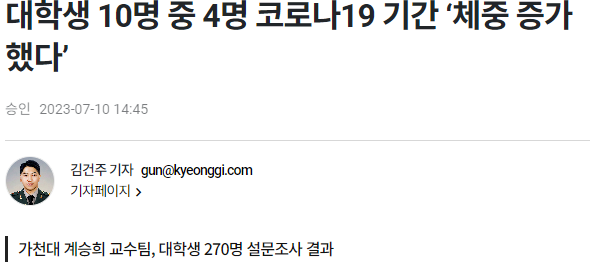 대학생 10명 중 4명 코로나19 기간 ‘체중 증가
했다’
승인 2023-07-10 14:45
김건주 기자 gun@kyeonggi.com
기자페이지 >
가천대 계승희 교수팀, 대학생 270명 설문조사 결과